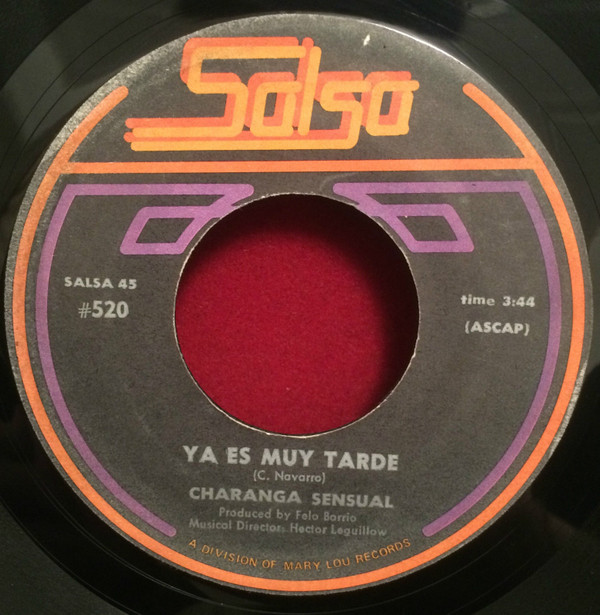 Salsa
SALSA 45
#520
time 3:44
(ASCAP)
YA ES MUY TARDE
(C. Navarro)
CHARANGA SENSUAL
Produced by Felo Barrio
Musical Director: Hector Leguillow
A DIVISION OF MARY LOU RECORDS